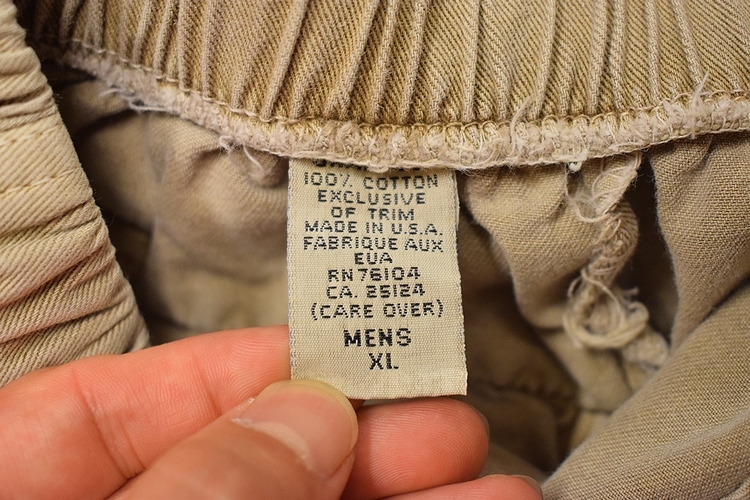 100% COTTON
EXCLUSIVE
OF TRIM
MADE IN U.S.A.
FABRIQUE AUX
EUA
RN 76104
CA. 25124
(CARE OVER)
MENS
XL